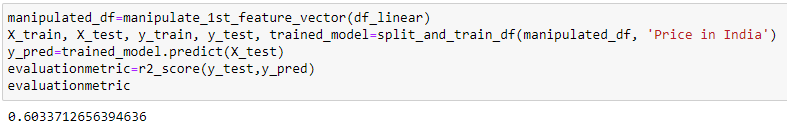 manipulated_df=manipulate_1st_feature_vector(df_linear)
X_train, X_test, y_train, y_test, trained_model=split_and_train_df(manipulated_df, 'Price in India')
y_pred=trained_model.predict(X_test)
evaluationmetric=r2_score(y_test,y_pred)
evaluationmetric
0.6033712656394636